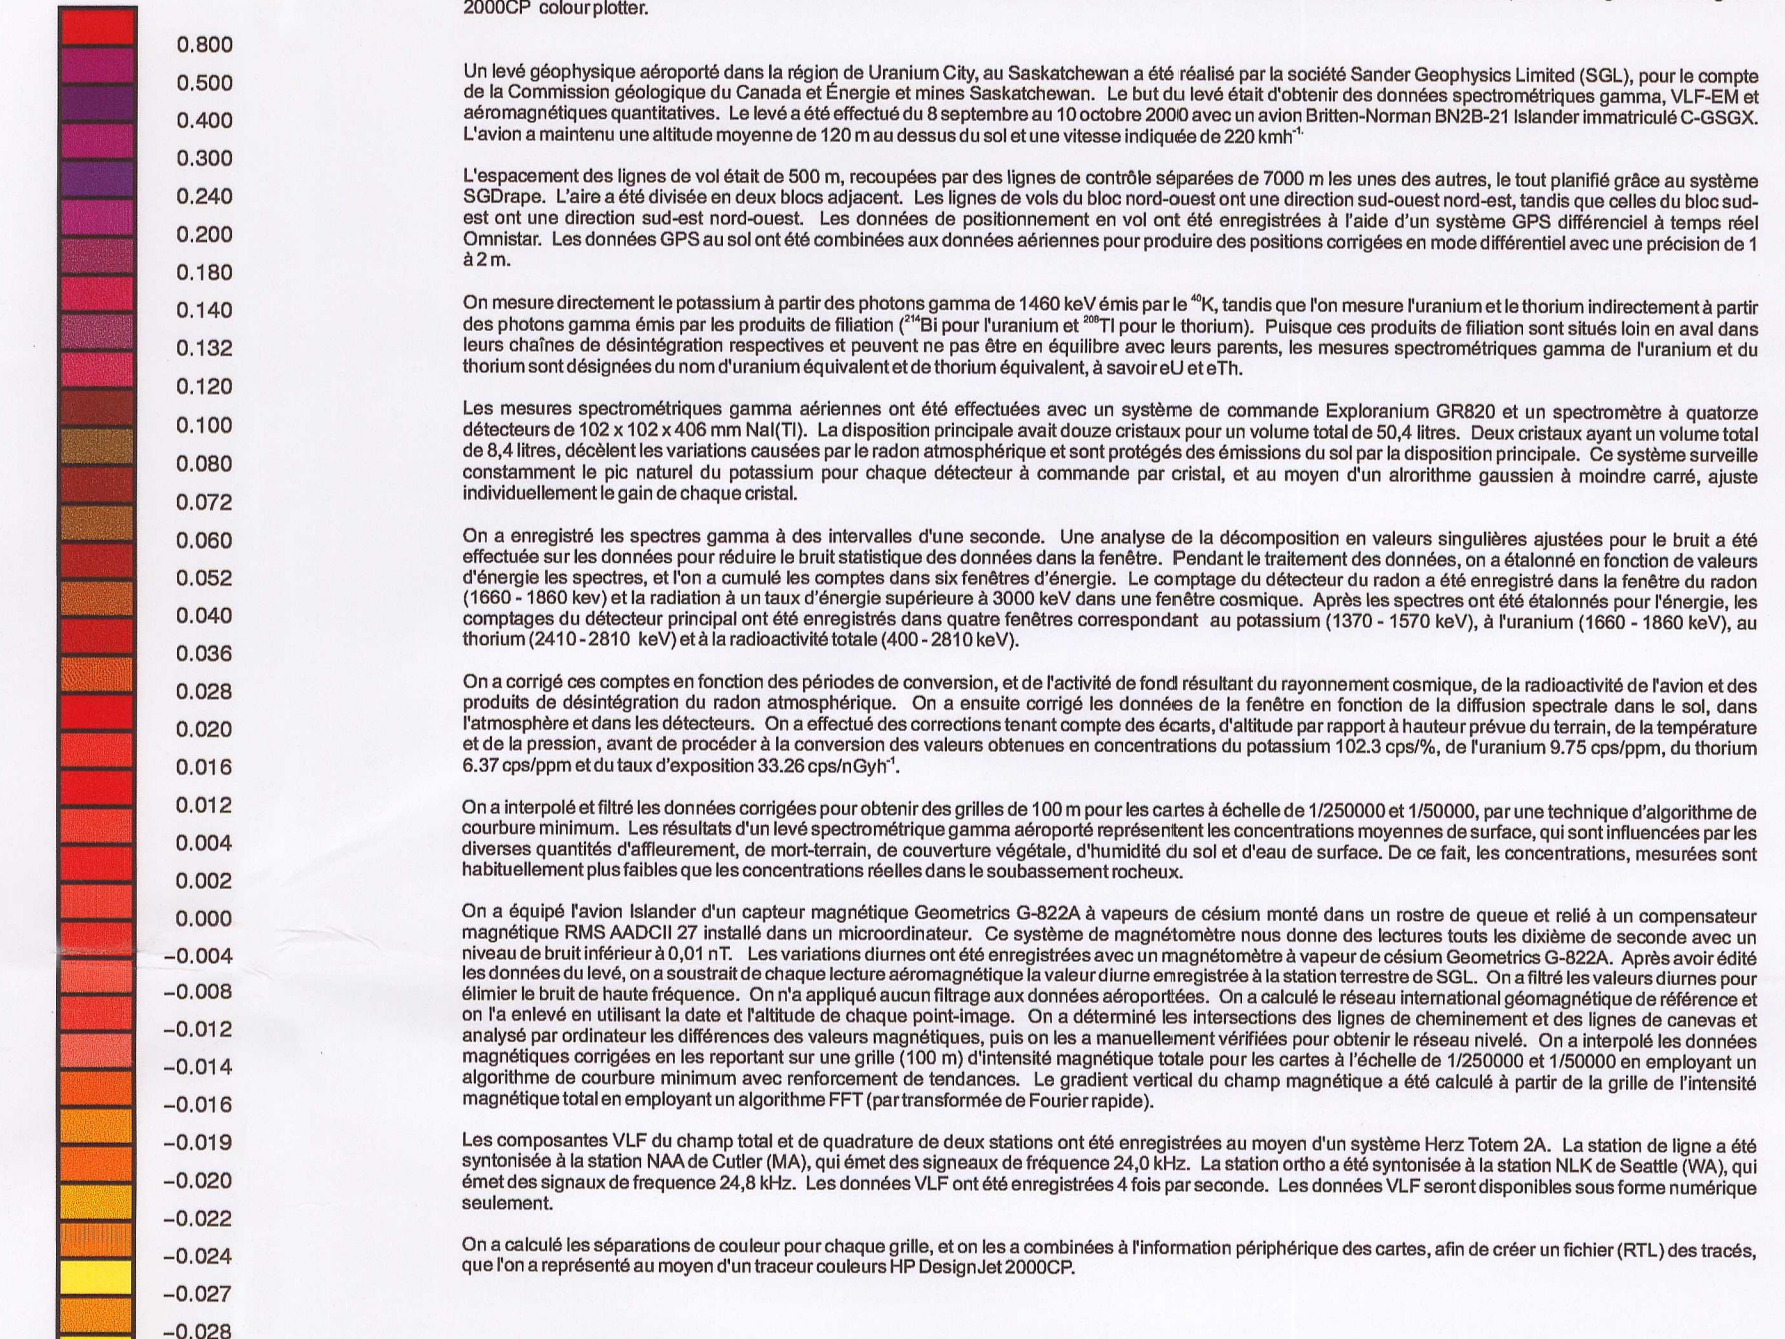 2000CP colour plotter.
0.800
0.500
0.400
0.300
0.240
0.200
0.180
0.140
0.132
0.120
0.100
0.080
0.072
0.060
0.052
0.040
0.036
0.028
0.020
0.016
0.012
0.004
0.002
0.000
-0.004
-0.008
-0.012
-0.014
-0.016
-0.019
-0.020
-0.022
-0.024
-0.027
-0.028
Un levé géophysique aéroporté dans la région de Uranium City, au Saskatchewan a été réalisé par la société Sander Geophysics Limited (SGL), pour le compte
de la Commission géologique du Canada et Énergie et mines Saskatchewan. Le but du levé était d'obtenir des données spectrométriques gamma, VLF-EM et
aéromagnétiques quantitatives. Le levé a été effectué du 8 septembre au 10 octobre 2000 avec un avion Britten-Norman BN2B-21 Islander immatriculé C-GSGX.
L'avion a maintenu une altitude moyenne de 120 m au dessus du sol et une vitesse indiquée de 220 kmh⁻¹.
L'espacement des lignes de vol était de 500 m, recoupées par des lignes de contrôle séparées de 7000 m les unes des autres, le tout planifié grâce au système
SGDrape. L'aire a été divisée en deux blocs adjacent. Les lignes de vols du bloc nord-ouest ont une direction sud-ouest nord-est, tandis que celles du bloc sud-
est ont une direction sud-est nord-ouest. Les données de positionnement en vol ont été enregistrées à l'aide d'un système GPS différenciel à temps réel
Omnistar. Les données GPS au sol ont été combinées aux données aériennes pour produire des positions corrigées en mode différentiel avec une précision de 1
à 2 m.
On mesure directement le potassium à partir des photons gamma de 1460 keV émis par le ⁴⁰K, tandis que l'on mesure l'uranium et le thorium indirectement à partir
des photons gamma émis par les produits de filiation (²¹⁴Bi pour l'uranium et ²⁰⁸Tl pour le thorium). Puisque ces produits de filiation sont situés loin en aval dans
leurs chaînes de désintégration respectives et peuvent ne pas être en équilibre avec leurs parents, les mesures spectrométriques gamma de l'uranium et du
thorium sont désignées du nom d'uranium équivalent et de thorium équivalent, à savoir eU et eTh.
Les mesures spectrométriques gamma aériennes ont été effectuées avec un système de commande Exploranium GR820 et un spectromètre à quatorze
détecteurs de 102 x 102 x 406 mm NaI(Tl). La disposition principale avait douze cristaux pour un volume total de 50,4 litres. Deux cristaux ayant un volume total
de 8,4 litres, décèlent les variations causées par le radon atmosphérique et sont protégés des émissions du sol par la disposition principale. Ce système surveille
constamment le pic naturel du potassium pour chaque détecteur à commande par cristal, et au moyen d'un alrorithme gaussien à moindre carré, ajuste
individuellement le gain de chaque cristal.
On a enregistré les spectres gamma à des intervalles d'une seconde. Une analyse de la décomposition en valeurs singulières ajustées pour le bruit a été
effectuée sur les données pour réduire le bruit statistique des données dans la fenêtre. Pendant le traitement des données, on a étalonné en fonction de valeurs
d'énergie les spectres, et l'on a cumulé les comptes dans six fenêtres d'énergie. Le comptage du détecteur du radon a été enregistré dans la fenêtre du radon
(1660 - 1860 kev) et la radiation à un taux d'énergie supérieure à 3000 keV dans une fenêtre cosmique. Après les spectres ont été étalonnés pour l'énergie, les
comptages du détecteur principal ont été enregistrés dans quatre fenêtres correspondant au potassium (1370 - 1570 keV), à l'uranium (1660 - 1860 keV), au
thorium (2410 - 2810 keV) et à la radioactivité totale (400 - 2810 keV).
On a corrigé ces comptes en fonction des périodes de conversion, et de l'activité de fond résultant du rayonnement cosmique, de la radioactivité de l'avion et des
produits de désintégration du radon atmosphérique. On a ensuite corrigé les données de la fenêtre en fonction de la diffusion spectrale dans le sol, dans
l'atmosphère et dans les détecteurs. On a effectué des corrections tenant compte des écarts, d'altitude par rapport à hauteur prévue du terrain, de la température
et de la pression, avant de procéder à la conversion des valeurs obtenues en concentrations du potassium 102.3 cps/%, de l'uranium 9.75 cps/ppm, du thorium
6.37 cps/ppm et du taux d'exposition 33.26 cps/nGyh⁻¹.
On a interpolé et filtré les données corrigées pour obtenir des grilles de 100 m pour les cartes à échelle de 1/250000 et 1/50000, par une technique d'algorithme de
courbure minimum. Les résultats d'un levé spectrométrique gamma aéroporté représentent les concentrations moyennes de surface, qui sont influencées par les
diverses quantités d'affleurement, de mort-terrain, de couverture végétale, d'humidité du sol et d'eau de surface. De ce fait, les concentrations, mesurées sont
habituellement plus faibles que les concentrations réelles dans le soubassement rocheux.
On a équipé l'avion Islander d'un capteur magnétique Geometrics G-822A à vapeurs de césium monté dans un rostre de queue et relié à un compensateur
magnétique RMS AADCII 27 installé dans un microordinateur. Ce système de magnétomètre nous donne des lectures touts les dixième de seconde avec un
niveau de bruit inférieur à 0,01 nT. Les variations diurnes ont été enregistrées avec un magnétomètre à vapeur de césium Geometrics G-822A. Après avoir édité
les données du levé, on a soustrait de chaque lecture aéromagnétique la valeur diurne enregistrée à la station terrestre de SGL. On a filtré les valeurs diurnes pour
élimier le bruit de haute fréquence. On n'a appliqué aucun filtrage aux données aéroportées. On a calculé le réseau international géomagnétique de référence et
on l'a enlevé en utilisant la date et l'altitude de chaque point-image. On a déterminé les intersections des lignes de cheminement et des lignes de canevas et
analysé par ordinateur les différences des valeurs magnétiques, puis on les a manuellement vérifiées pour obtenir le réseau nivelé. On a interpolé les données
magnétiques corrigées en les reportant sur une grille (100 m) d'intensité magnétique totale pour les cartes à l'échelle de 1/250000 et 1/50000 en employant un
algorithme de courbure minimum avec renforcement de tendances. Le gradient vertical du champ magnétique a été calculé à partir de la grille de l'intensité
magnétique total en employant un algorithme FFT (par transformée de Fourier rapide).
Les composantes VLF du champ total et de quadrature de deux stations ont été enregistrées au moyen d'un système Herz Totem 2A. La station de ligne a été
syntonisée à la station NAA de Cutler (MA), qui émet des signeaux de fréquence 24,0 kHz. La station ortho a été syntonisée à la station NLK de Seattle (WA), qui
émet des signaux de frequence 24,8 kHz. Les données VLF ont été enregistrées 4 fois par seconde. Les données VLF seront disponibles sous forme numérique
seulement.
On a calculé les séparations de couleur pour chaque grille, et on les a combinées à l'information périphérique des cartes, afin de créer un fichier (RTL) des tracés,
que l'on a représenté au moyen d'un traceur couleurs HP DesignJet 2000CP.